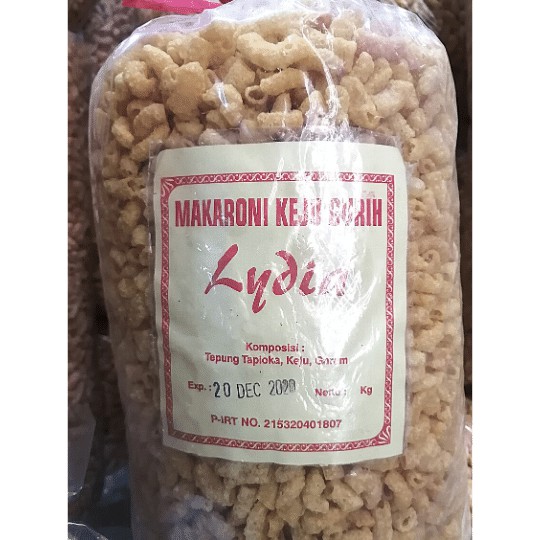 MAKARONI KEJU GURIH
Lydia
Komposisi :
Tepung Tapioka, Keju, Garam
Exp. : 20 DEC 2020 Netto : Kg
P-IRT NO. 215320401807